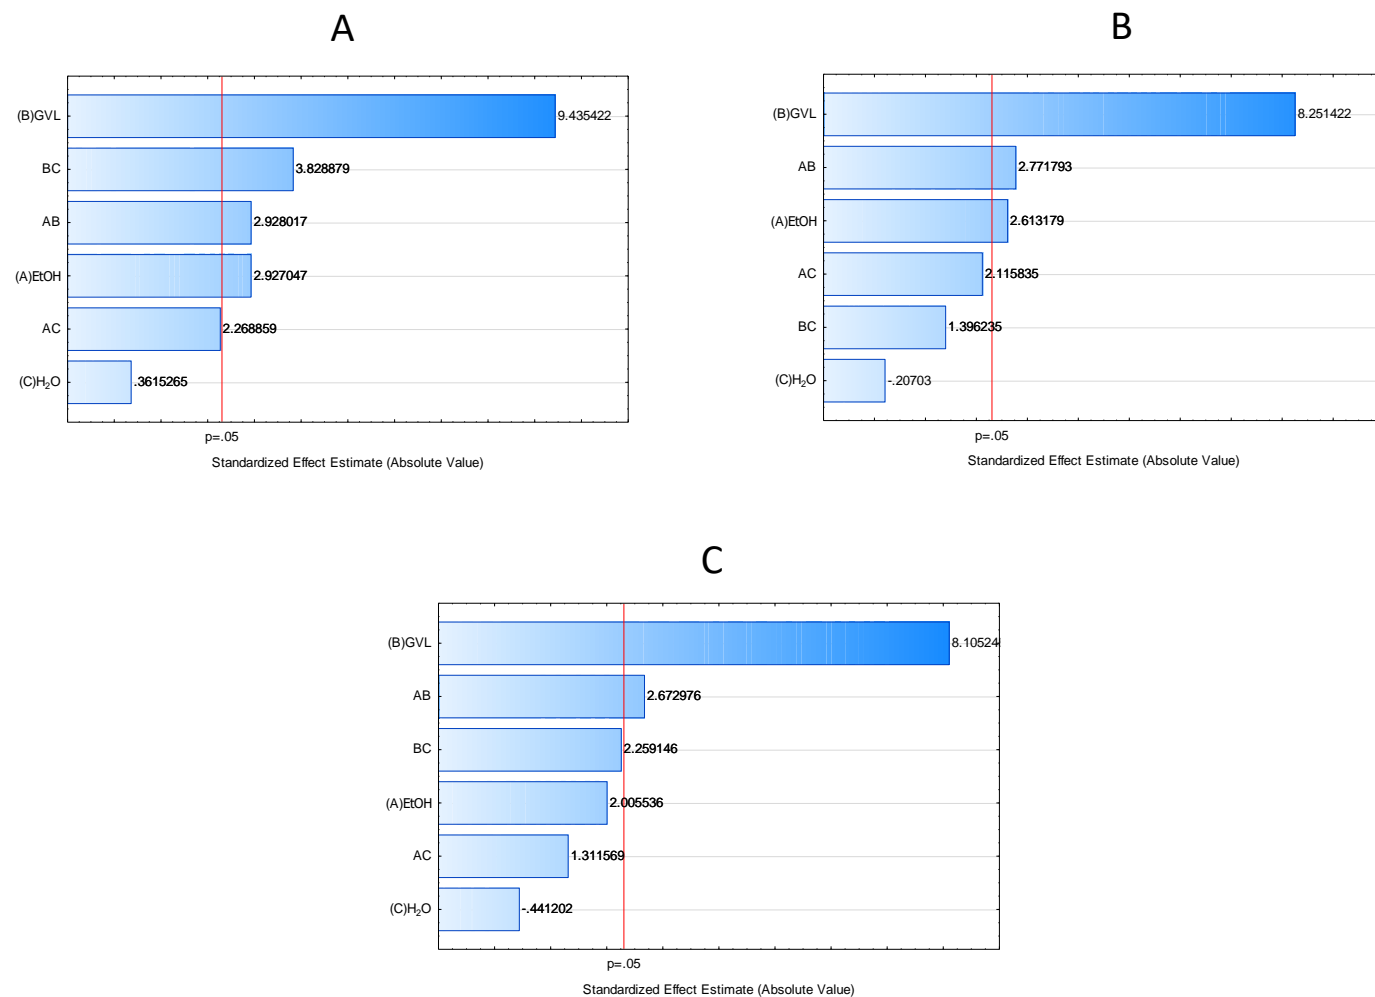 A
(B)GVL
9.435422
BC
3.828879
AB
2.928017
(A)EtOH
2.927047
AC
2.268859
(C)H₂O
.3615265
p=.05
Standardized Effect Estimate (Absolute Value)
B
(B)GVL
8.251422
AB
2.771793
(A)EtOH
2.613179
AC
2.115835
BC
1.396235
(C)H₂O
-.20703
p=.05
Standardized Effect Estimate (Absolute Value)
C
(B)GVL
8.10524
AB
2.672976
BC
2.259146
(A)EtOH
2.005536
AC
1.311569
(C)H₂O
-.441202
p=.05
Standardized Effect Estimate (Absolute Value)